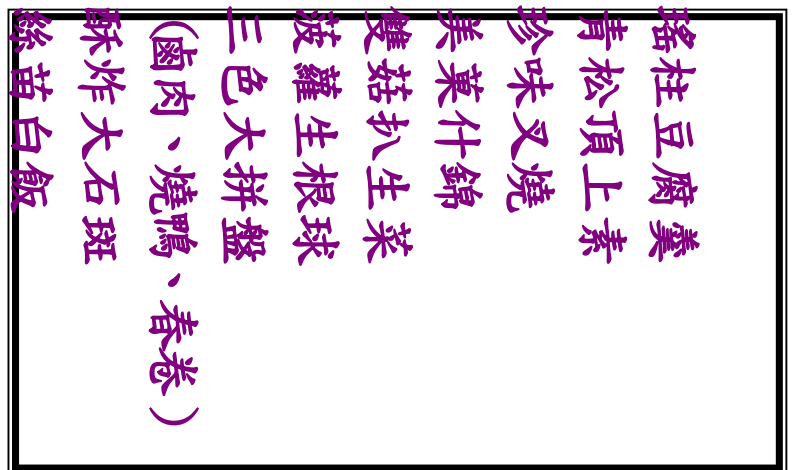 瑤柱豆腐羹
青松頂上素
珍味叉燒
美菓什錦
雙菇扒生菜
菠蘿生根球
三色大拼盤
（鹵肉、燒鴨、春卷）
酥炸大石斑
絲苗白飯